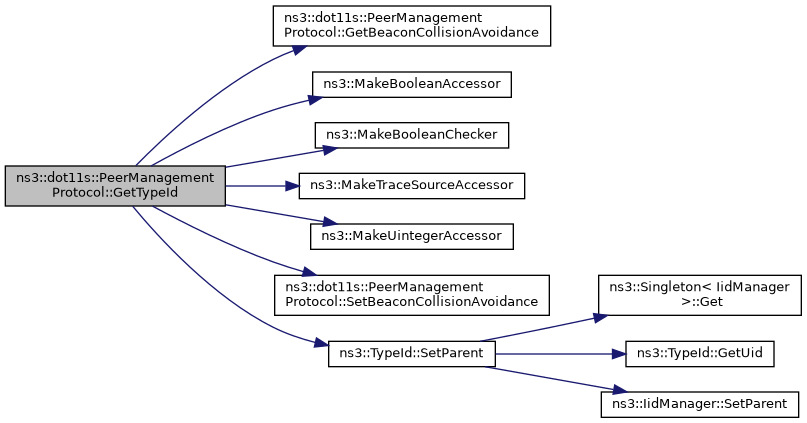 ns3::dot11s::PeerManagement
Protocol::GetBeaconCollisionAvoidance
ns3::MakeBooleanAccessor
ns3::MakeBooleanChecker
ns3::dot11s::PeerManagement
Protocol::GetTypeId
ns3::MakeTraceSourceAccessor
ns3::MakeUintegerAccessor
ns3::dot11s::PeerManagement
Protocol::SetBeaconCollisionAvoidance
ns3::Singleton< IidManager
>::Get
ns3::TypeId::SetParent
ns3::TypeId::GetUid
ns3::IidManager::SetParent